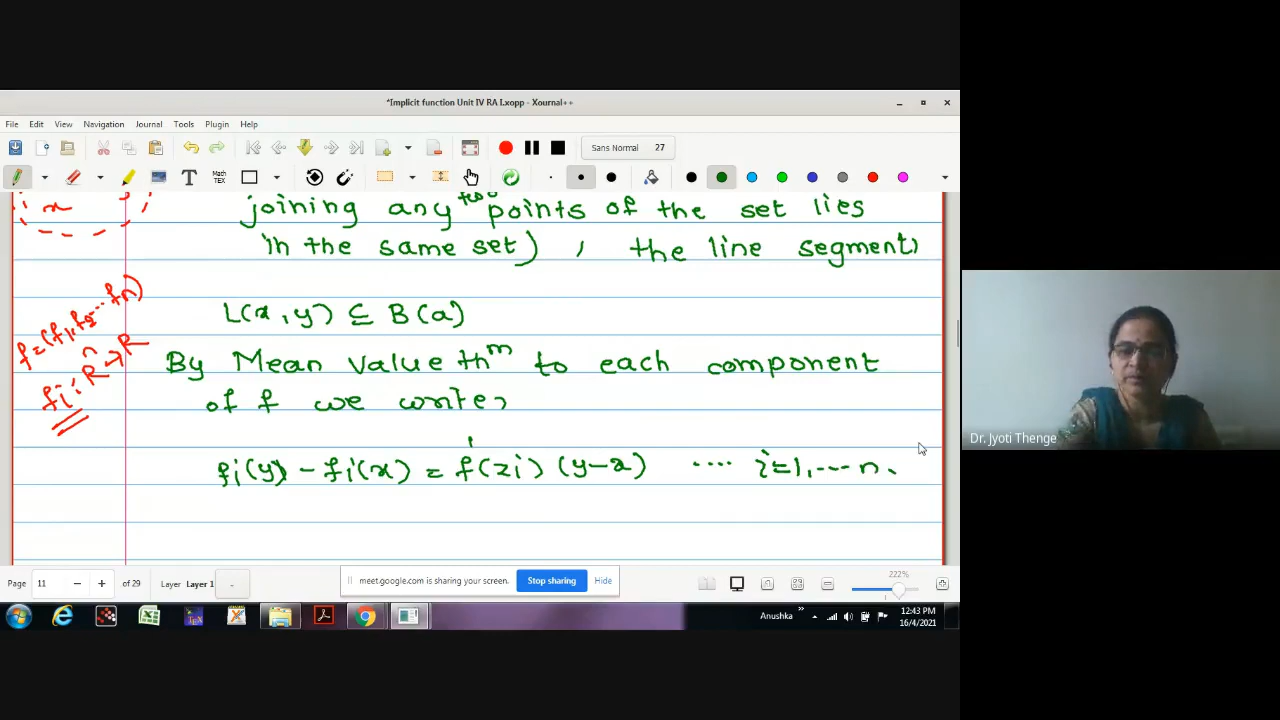 *Implicit function Unit IV RA I.xopp - Xournal++
File Edit View Navigation Journal Tools Plugin Help
Sans Normal 27
x
joining any two points of the set lies
in the same set) , the line segment
L(x,y) ⊆ B(a)
f=(f1,f2...fn)
fi: Rⁿ→R
By Mean value thm to each component
of f we write,
fi(y) - fi(x) = f'(zi) (y-x) .... i=1,... n.
Dr. Jyoti Thenge
Page 11 of 29 Layer Layer 1
meet.google.com is sharing your screen. Stop sharing Hide
222%
Anushka
12:43 PM
16/4/2021